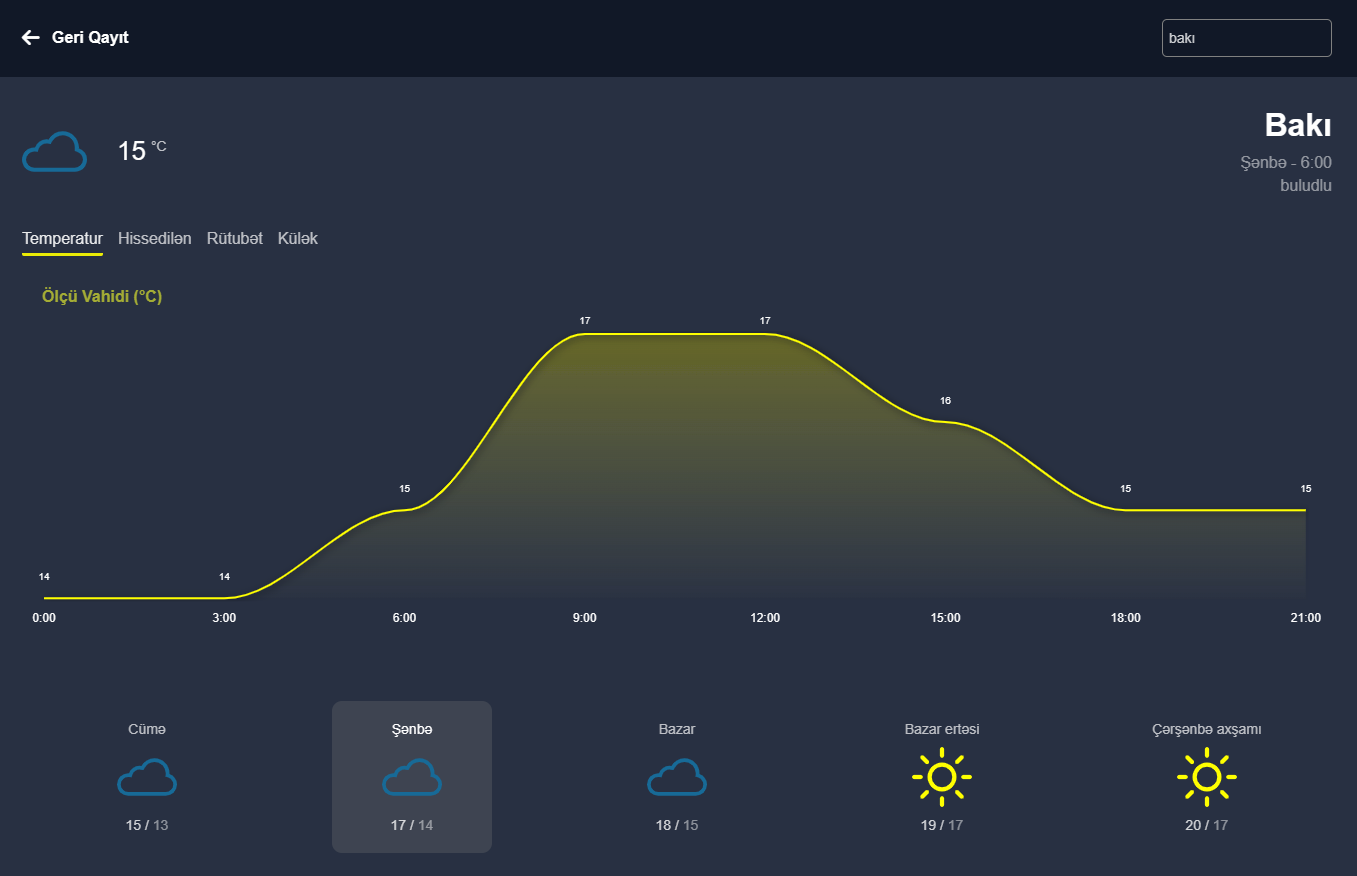 Geri Qayıt
bakı
15 °C
Bakı
Şənbə - 6:00
buludlu
Temperatur Hissedilən Rütubət Külək
Ölçü Vahidi (°C)
17 17
16
15 15 15
14 14
0:00 3:00 6:00 9:00 12:00 15:00 18:00 21:00
Cümə Şənbə Bazar Bazar ertəsi Çərşənbə axşamı
15 / 13 17 / 14 18 / 15 19 / 17 20 / 17